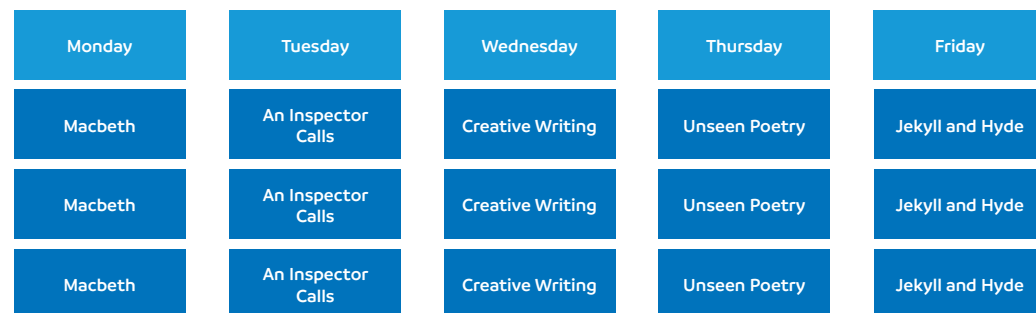 Monday Tuesday Wednesday Thursday Friday
Macbeth An Inspector Calls Creative Writing Unseen Poetry Jekyll and Hyde
Macbeth An Inspector Calls Creative Writing Unseen Poetry Jekyll and Hyde
Macbeth An Inspector Calls Creative Writing Unseen Poetry Jekyll and Hyde